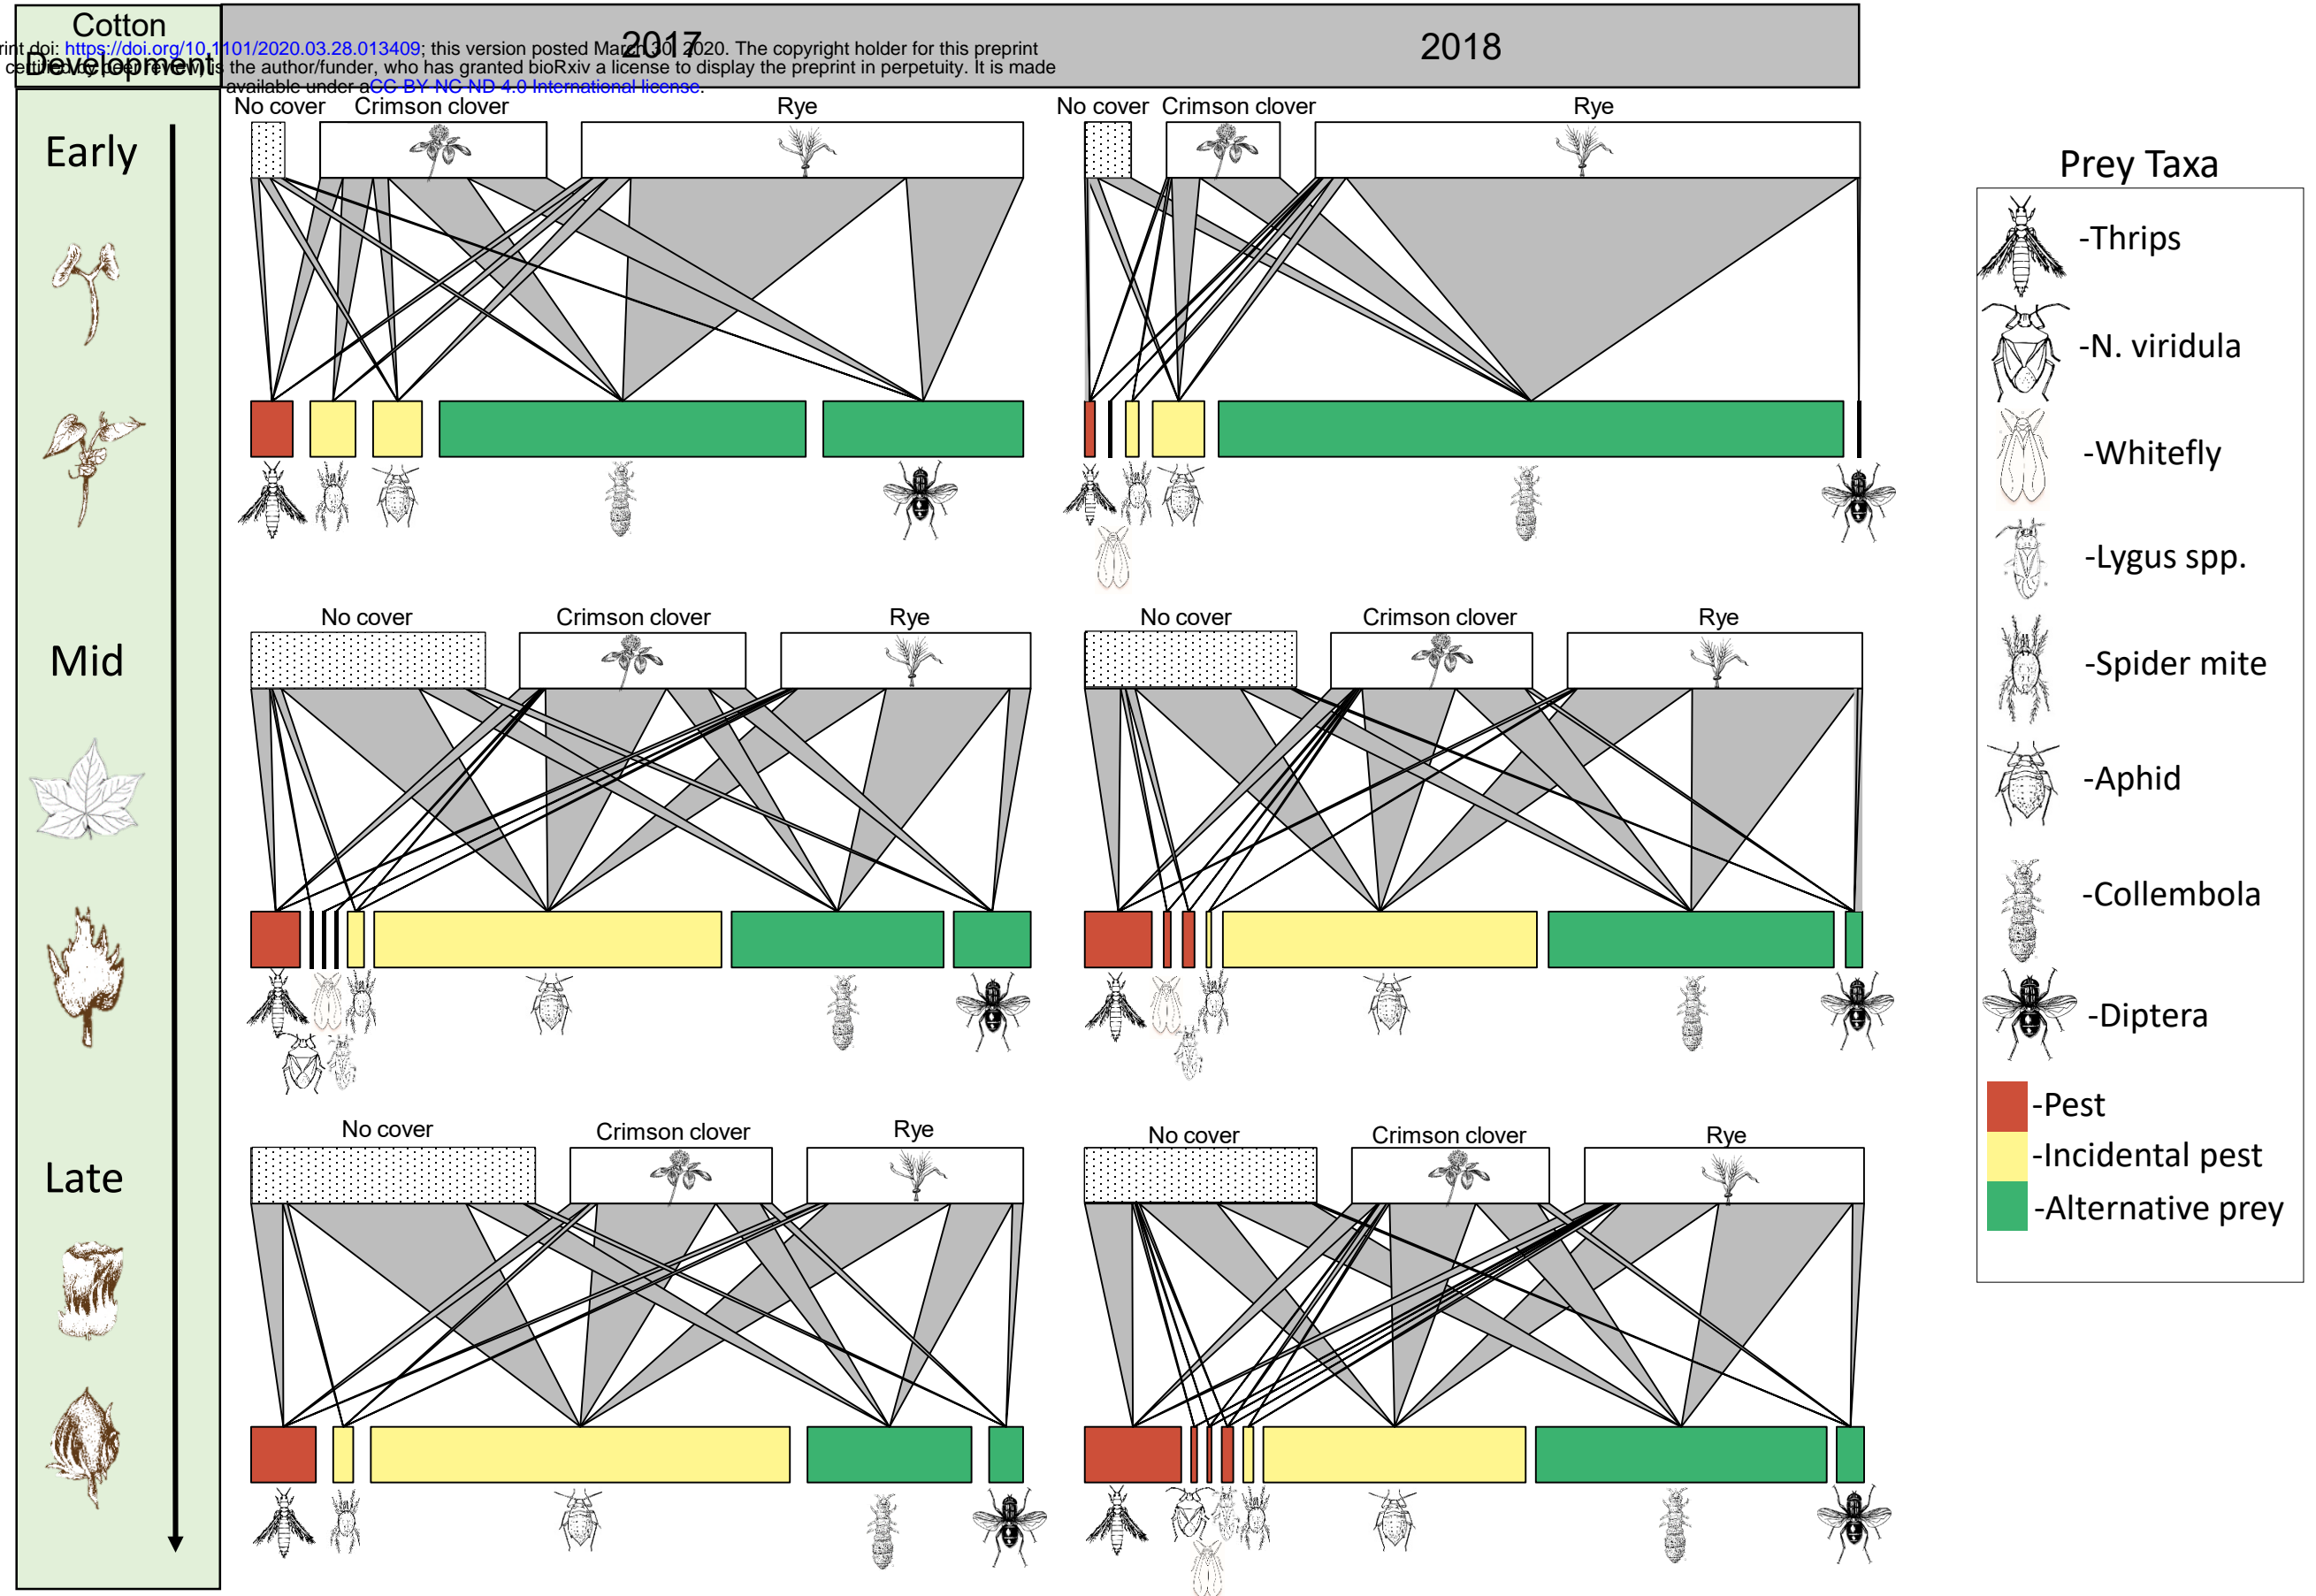 Cotton
Development
2017
2018
rint doi: https://doi.org/10.1101/2020.03.28.013409; this version posted March 30, 2020. The copyright holder for this preprint
certified by peer review) is the author/funder, who has granted bioRxiv a license to display the preprint in perpetuity. It is made
available under aCC-BY-NC-ND 4.0 International license.
No cover Crimson clover Rye
No cover Crimson clover Rye
Early
Prey Taxa
-Thrips
-N. viridula
-Whitefly
-Lygus spp.
-Spider mite
-Aphid
-Collembola
-Diptera
-Pest
-Incidental pest
-Alternative prey
No cover Crimson clover Rye
No cover Crimson clover Rye
Mid
No cover Crimson clover Rye
No cover Crimson clover Rye
Late